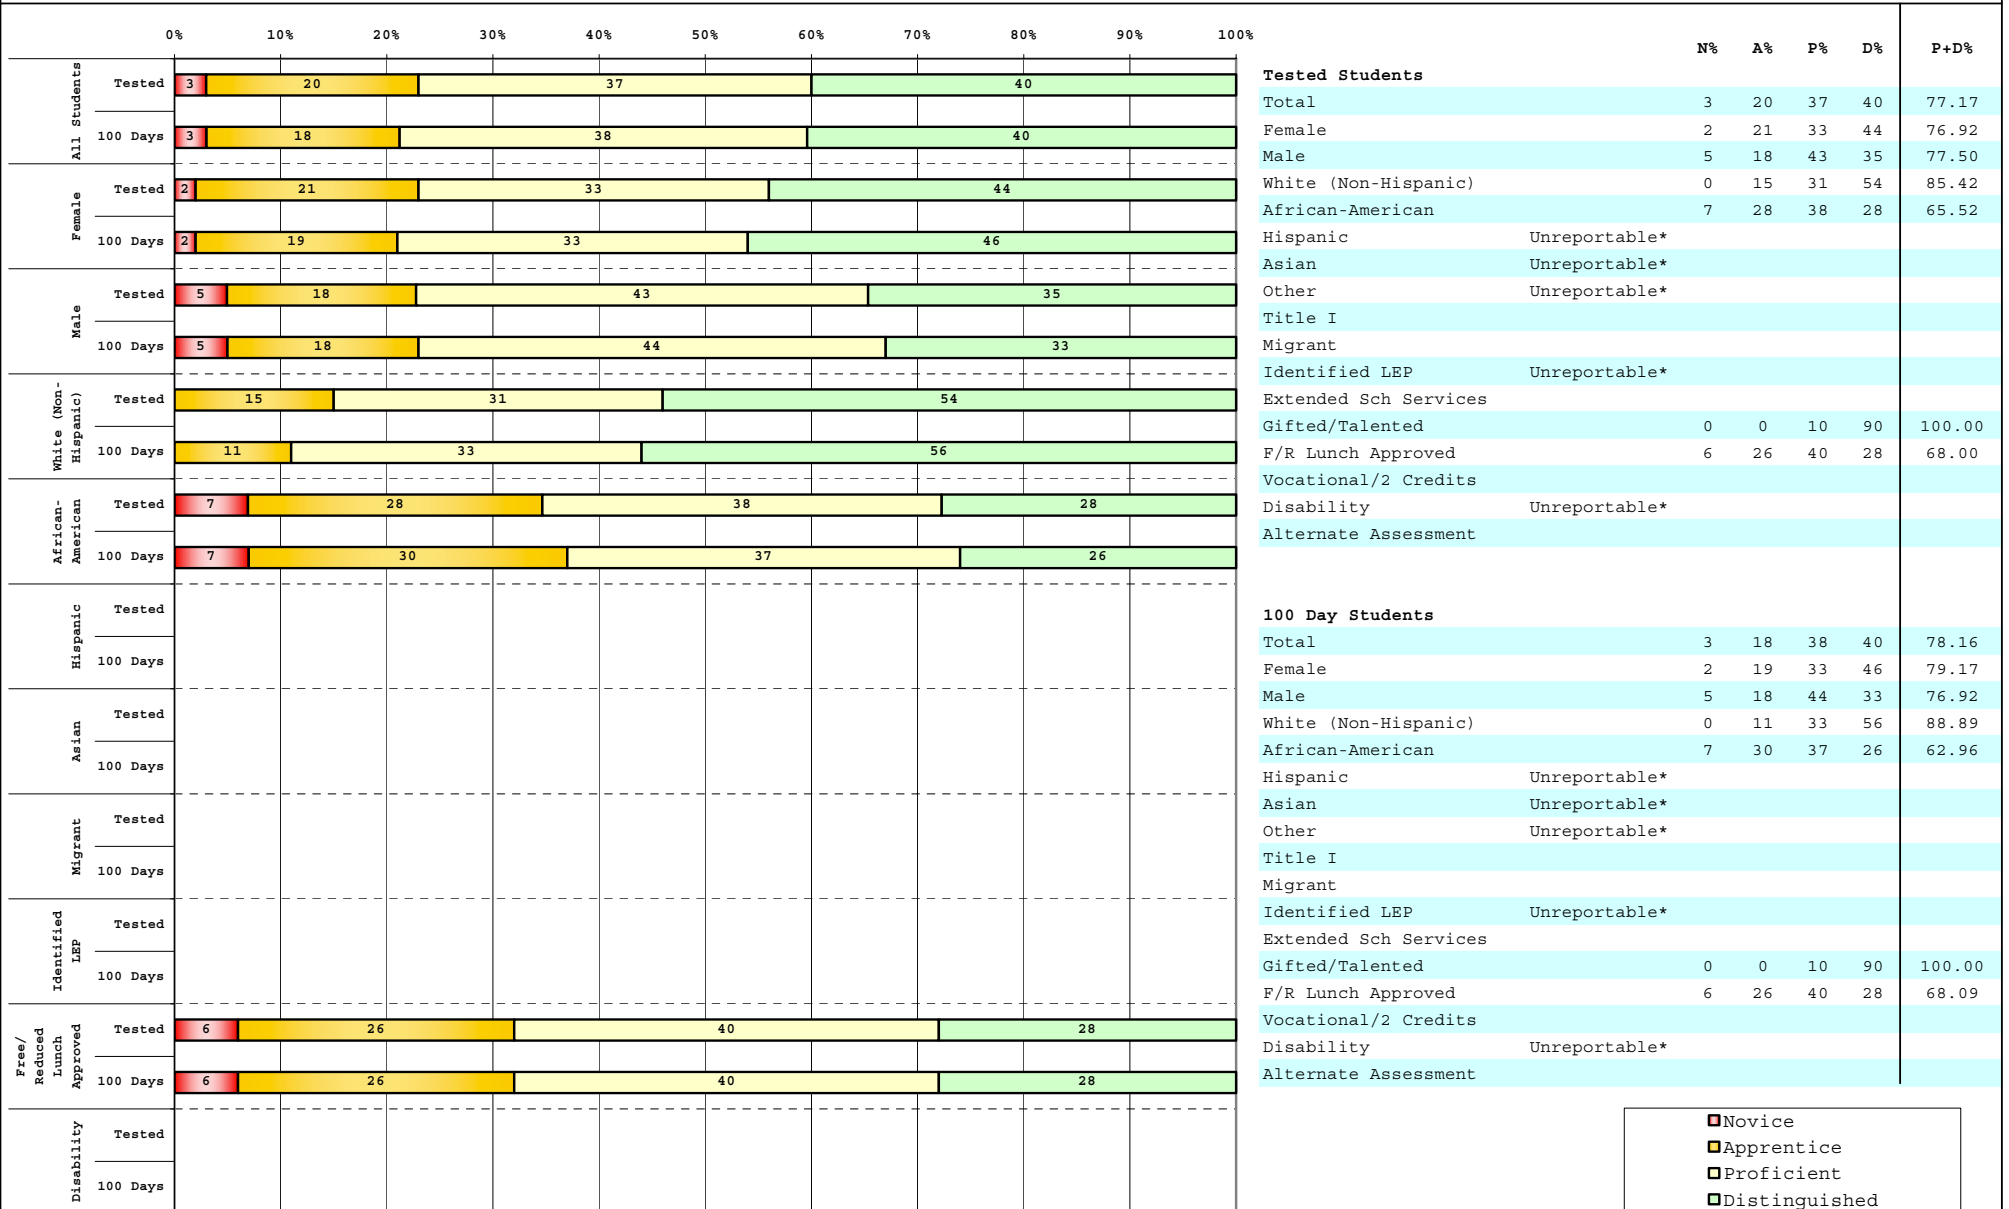 0% 10% 20% 30% 40% 50% 60% 70% 80% 90% 100%
All Students
Tested 3 20 37 40
100 Days 3 18 38 40
Female
Tested 2 21 33 44
100 Days 2 19 33 46
Male
Tested 5 18 43 35
100 Days 5 18 44 33
White (Non-
Hispanic)
Tested 15 31 54
100 Days 11 33 56
African-
American
Tested 7 28 38 28
100 Days 7 30 37 26
Hispanic
Tested
100 Days
Asian
Tested
100 Days
Migrant
Tested
100 Days
Identified
LEP
Tested
100 Days
Free/
Reduced
Lunch
Approved
Tested 6 26 40 28
100 Days 6 26 40 28
Disability
Tested
100 Days
N% A% P% D% P+D%
Tested Students
Total 3 20 37 40 77.17
Female 2 21 33 44 76.92
Male 5 18 43 35 77.50
White (Non-Hispanic) 0 15 31 54 85.42
African-American 7 28 38 28 65.52
Hispanic Unreportable*
Asian Unreportable*
Other Unreportable*
Title I
Migrant
Identified LEP Unreportable*
Extended Sch Services
Gifted/Talented 0 0 10 90 100.00
F/R Lunch Approved 6 26 40 28 68.00
Vocational/2 Credits
Disability Unreportable*
Alternate Assessment
100 Day Students
Total 3 18 38 40 78.16
Female 2 19 33 46 79.17
Male 5 18 44 33 76.92
White (Non-Hispanic) 0 11 33 56 88.89
African-American 7 30 37 26 62.96
Hispanic Unreportable*
Asian Unreportable*
Other Unreportable*
Title I
Migrant
Identified LEP Unreportable*
Extended Sch Services
Gifted/Talented 0 0 10 90 100.00
F/R Lunch Approved 6 26 40 28 68.09
Vocational/2 Credits
Disability Unreportable*
Alternate Assessment
Novice
Apprentice
Proficient
Distinguished